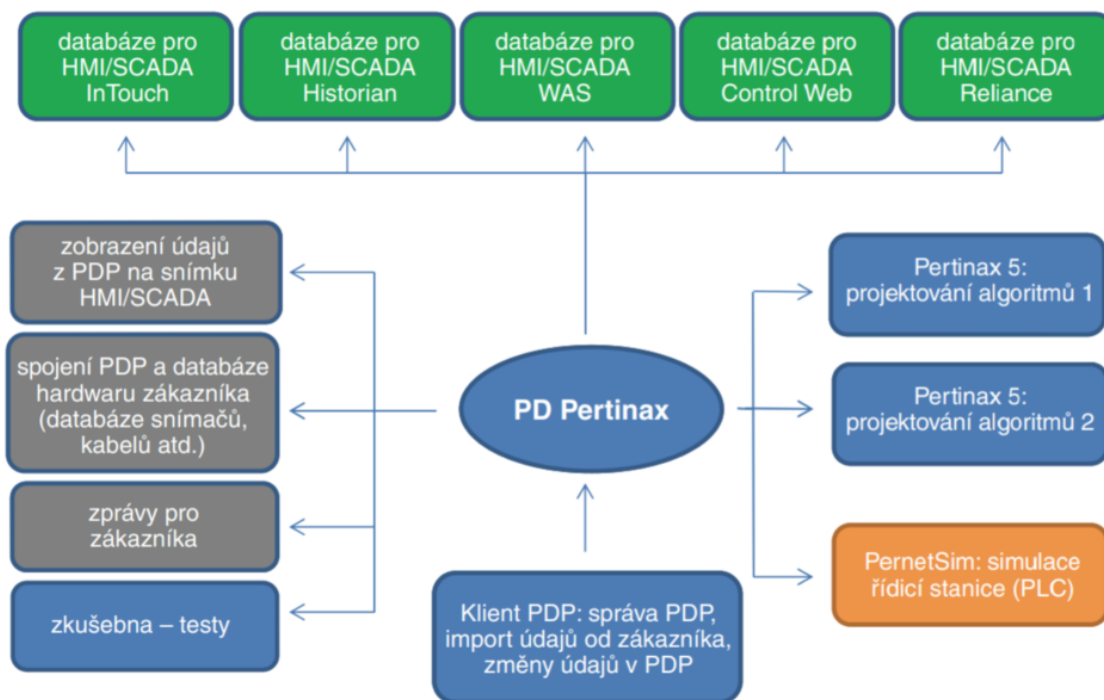 databáze pro
HMI/SCADA
InTouch
databáze pro
HMI/SCADA
Historian
databáze pro
HMI/SCADA
WAS
databáze pro
HMI/SCADA
Control Web
databáze pro
HMI/SCADA
Reliance
zobrazení údajů
z PDP na snímku
HMI/SCADA
spojení PDP a databáze
hardwaru zákazníka
(databáze snímačů,
kabelů atd.)
zprávy pro
zákazníka
zkušebna – testy
PD Pertinax
Klient PDP: správa PDP,
import údajů od zákazníka,
změny údajů v PDP
Pertinax 5:
projektování algoritmů 1
Pertinax 5:
projektování algoritmů 2
PernetSim: simulace
řídicí stanice (PLC)